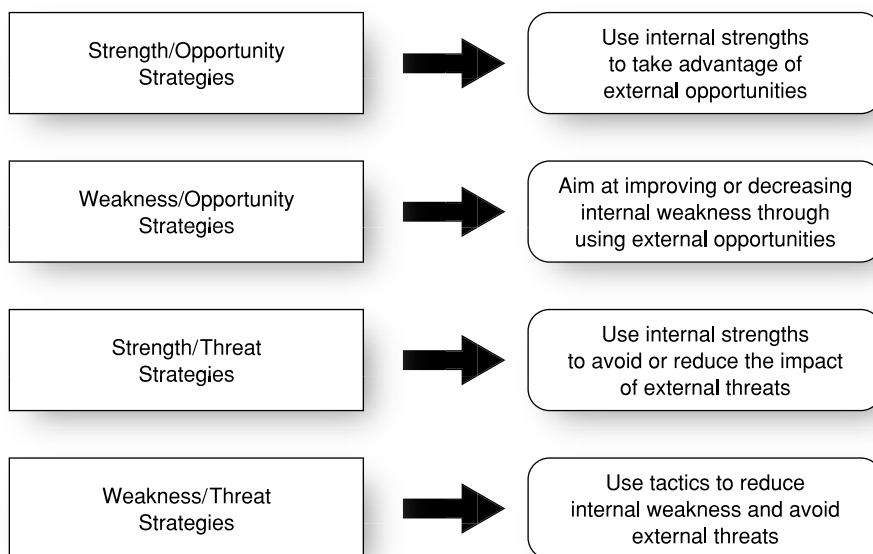 Strength/Opportunity
Strategies
Use internal strengths
to take advantage of
external opportunities
Weakness/Opportunity
Strategies
Aim at improving or decreasing
internal weakness through
using external opportunities
Strength/Threat
Strategies
Use internal strengths
to avoid or reduce the impact
of external threats
Weakness/Threat
Strategies
Use tactics to reduce
internal weakness and avoid
external threats